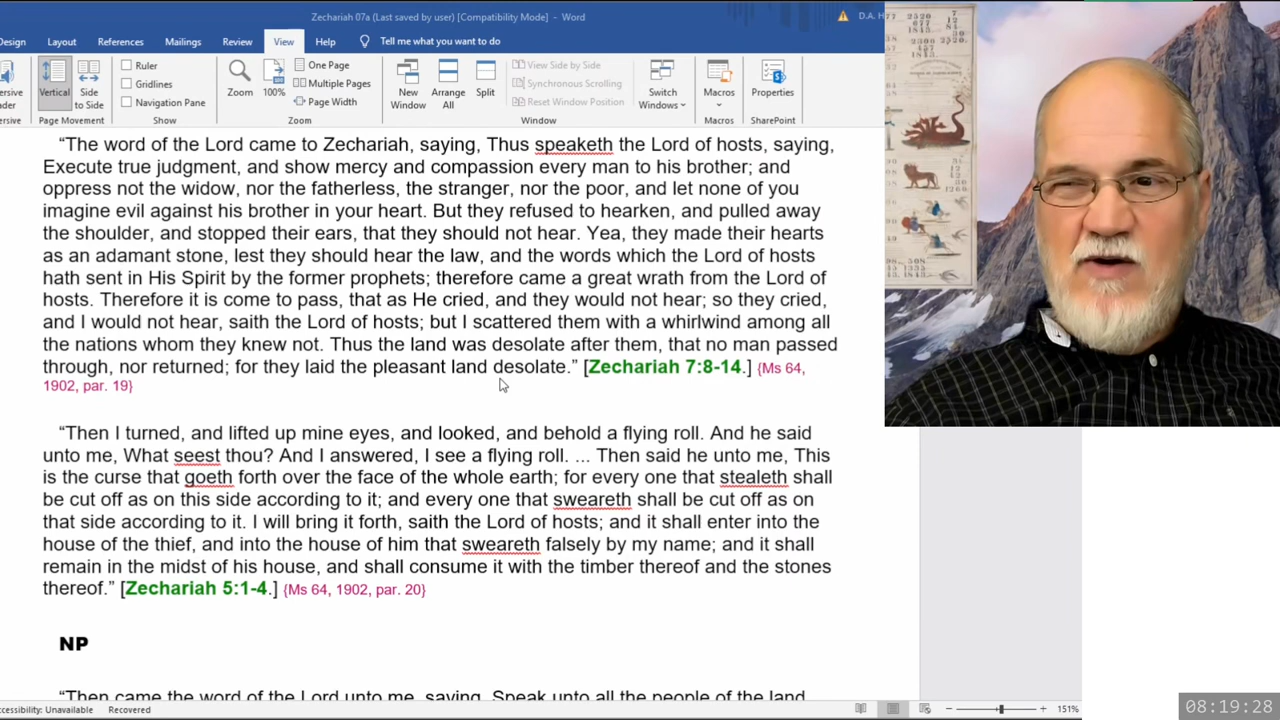 Zechariah 07a (Last saved by user) [Compatibility Mode] - Word
D.A. H
Design Layout References Mailings Review View Help Tell me what you want to do
Ruler
Gridlines
Navigation Pane
Vertical
Side to Side
Page Movement
Show
Zoom
100%
One Page
Multiple Pages
Page Width
Zoom
New Window
Arrange All
Split
View Side by Side
Synchronous Scrolling
Reset Window Position
Window
Switch Windows
Macros
Macros
Properties
SharePoint
“The word of the Lord came to Zechariah, saying, Thus speaketh the Lord of hosts, saying,
Execute true judgment, and show mercy and compassion every man to his brother; and
oppress not the widow, nor the fatherless, the stranger, nor the poor, and let none of you
imagine evil against his brother in your heart. But they refused to hearken, and pulled away
the shoulder, and stopped their ears, that they should not hear. Yea, they made their hearts
as an adamant stone, lest they should hear the law, and the words which the Lord of hosts
hath sent in His Spirit by the former prophets; therefore came a great wrath from the Lord of
hosts. Therefore it is come to pass, that as He cried, and they would not hear; so they cried,
and I would not hear, saith the Lord of hosts; but I scattered them with a whirlwind among all
the nations whom they knew not. Thus the land was desolate after them, that no man passed
through, nor returned; for they laid the pleasant land desolate.” [Zechariah 7:8-14.] {Ms 64,
1902, par. 19}
“Then I turned, and lifted up mine eyes, and looked, and behold a flying roll. And he said
unto me, What seest thou? And I answered, I see a flying roll. ... Then said he unto me, This
is the curse that goeth forth over the face of the whole earth; for every one that stealeth shall
be cut off as on this side according to it; and every one that sweareth shall be cut off as on
that side according to it. I will bring it forth, saith the Lord of hosts; and it shall enter into the
house of the thief, and into the house of him that sweareth falsely by my name; and it shall
remain in the midst of his house, and shall consume it with the timber thereof and the stones
thereof.” [Zechariah 5:1-4.] {Ms 64, 1902, par. 20}
NP
“Then came the word of the Lord unto me, saying, Speak unto all the people of the land
ccessibility: Unavailable Recovered
151%
08:19:28